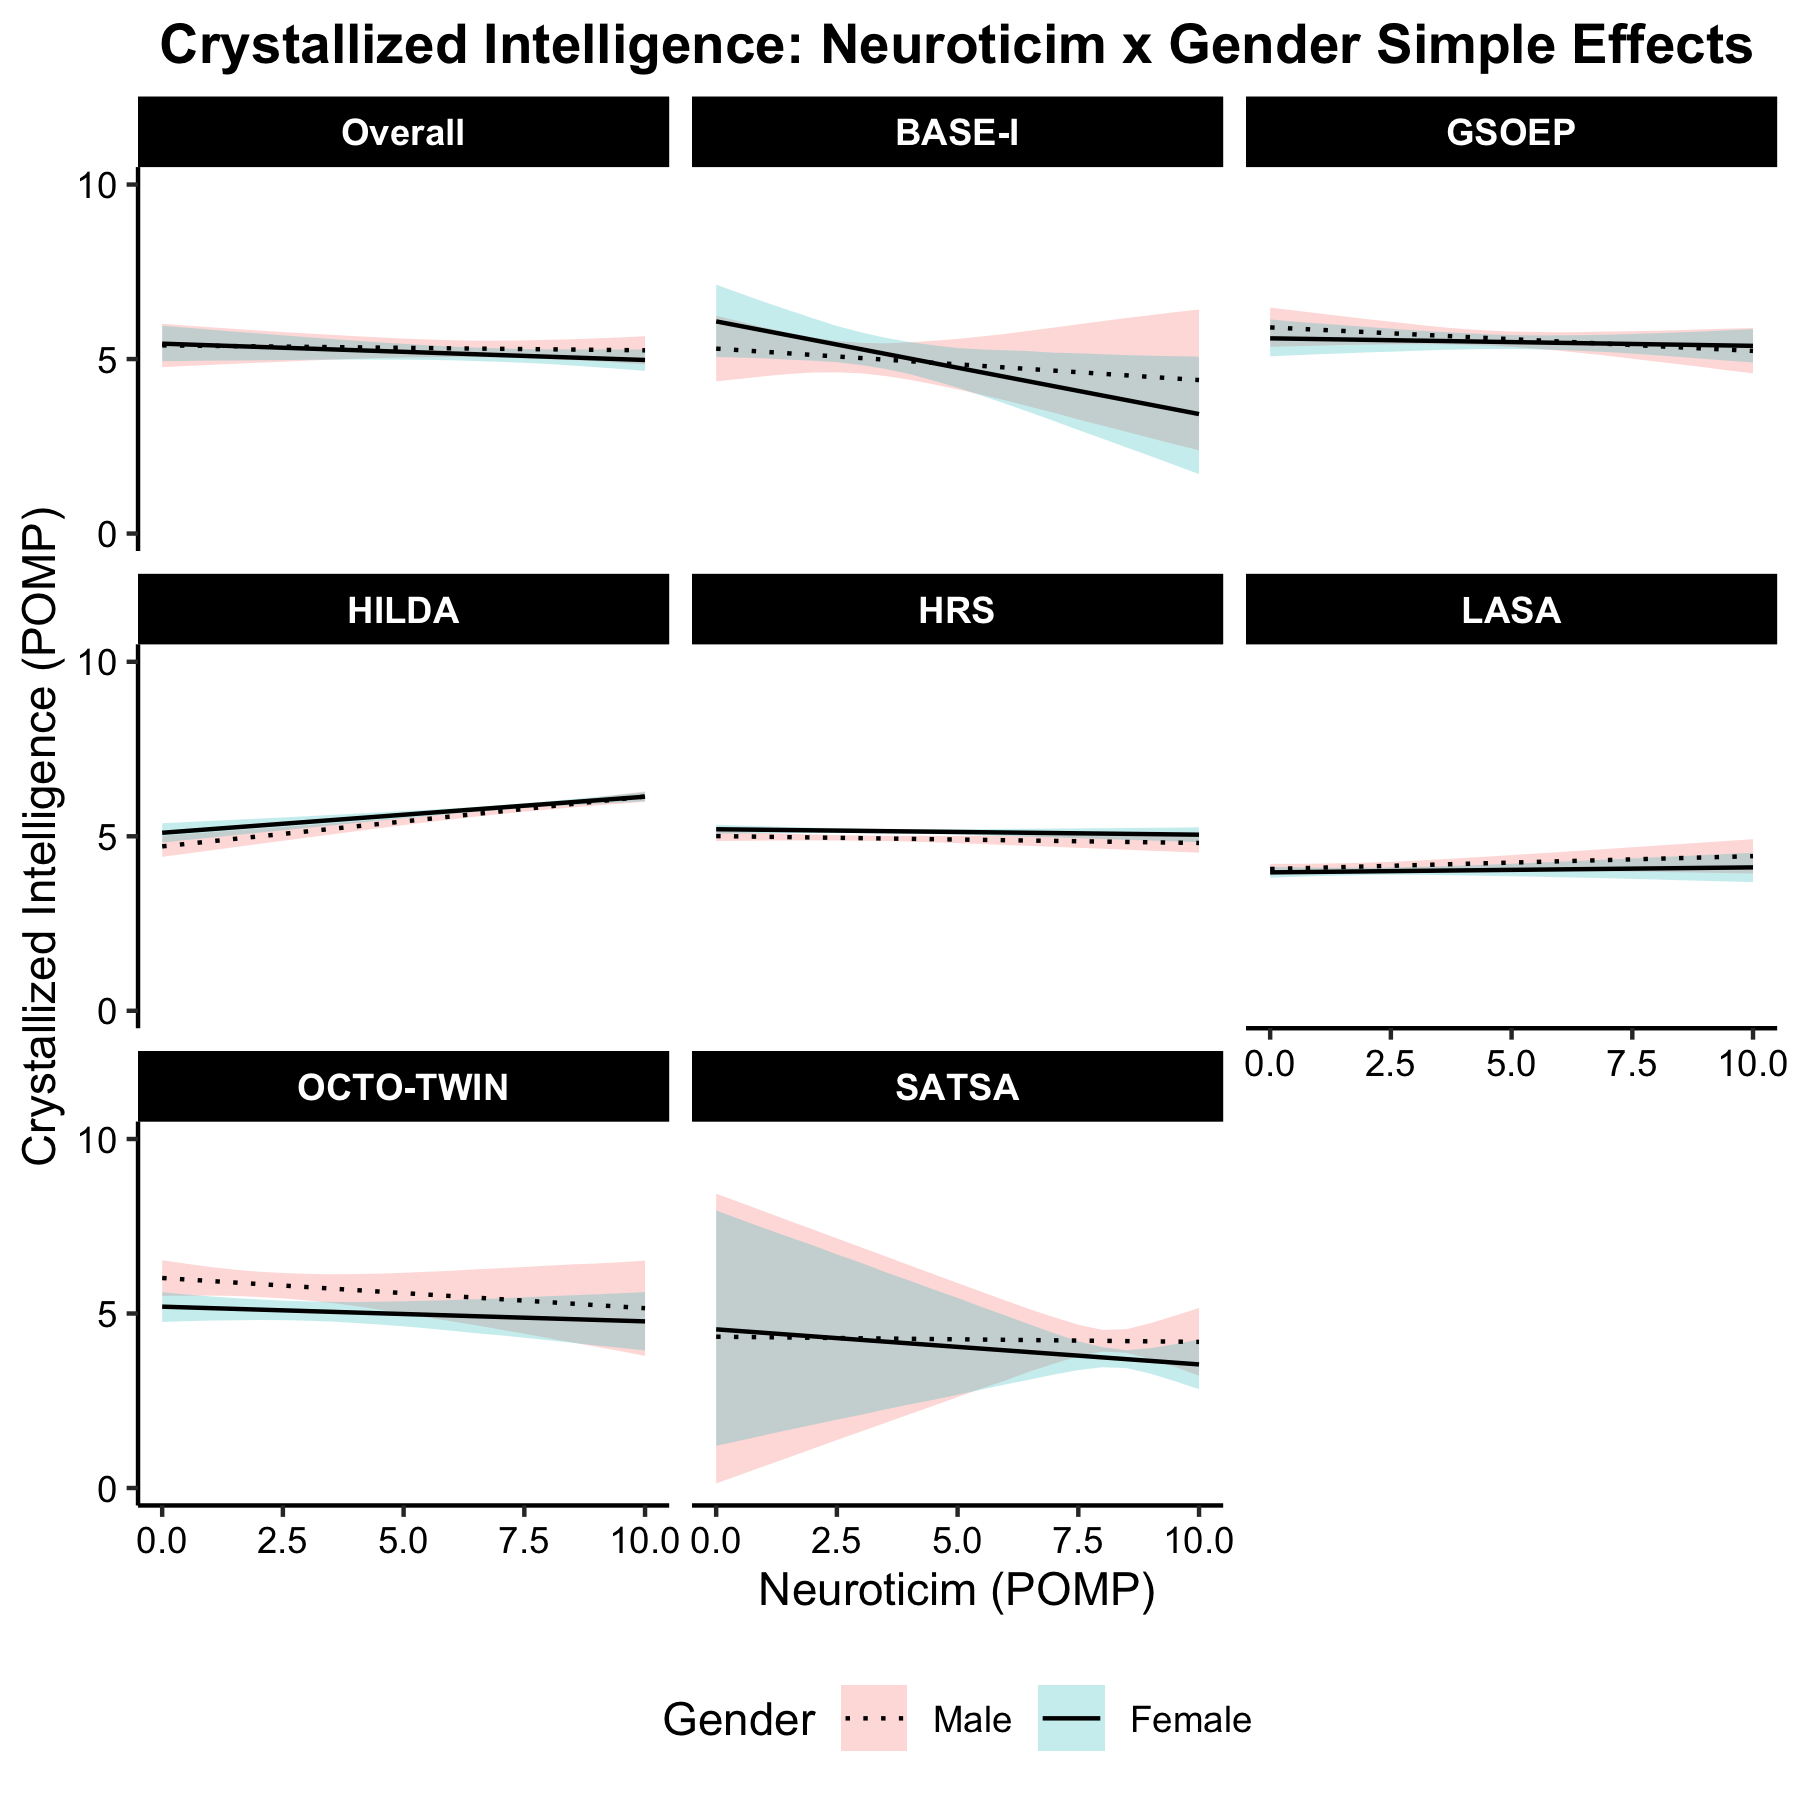 Crystallized Intelligence: Neuroticim x Gender Simple Effects
Overall
BASE-I
GSOEP
10
5
0
HILDA
HRS
LASA
10
5
0
0.0 2.5 5.0 7.5 10.0
OCTO-TWIN
SATSA
10
5
0
0.0 2.5 5.0 7.5 10.0
0.0 2.5 5.0 7.5 10.0
Crystallized Intelligence (POMP)
Neuroticim (POMP)
Gender Male Female